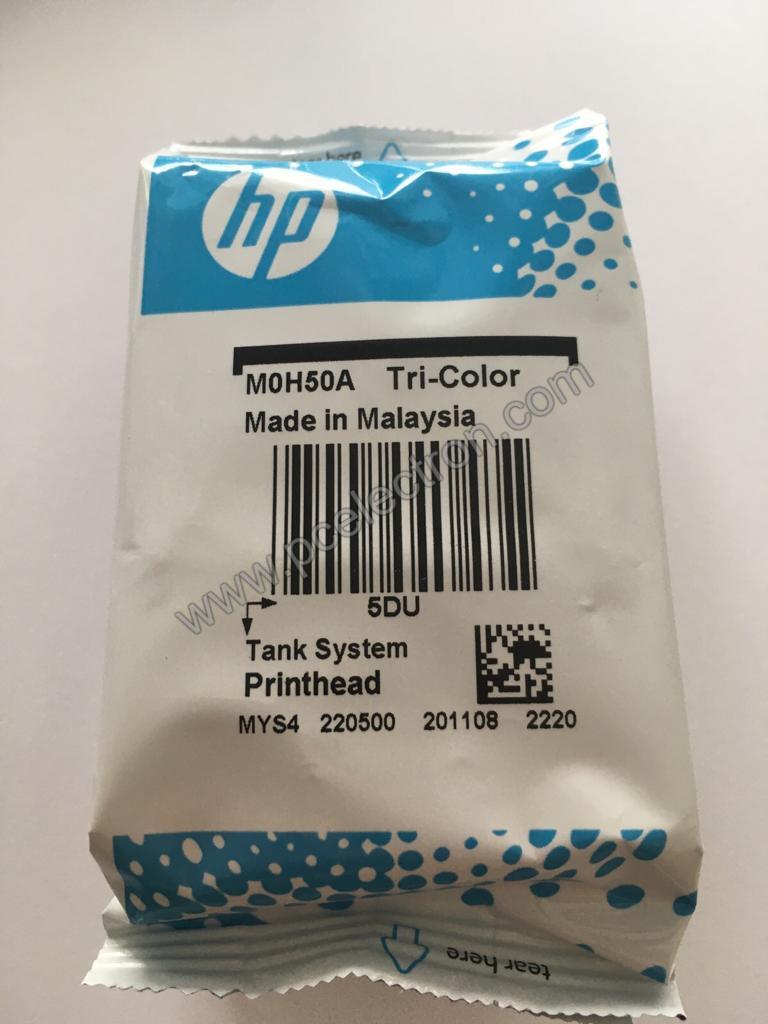 tear here
hp
M0H50A Tri-Color
Made in Malaysia
www.pcelectron.com
5DU
Tank System
Printhead
MYS4 220500 201108 2220
tear here